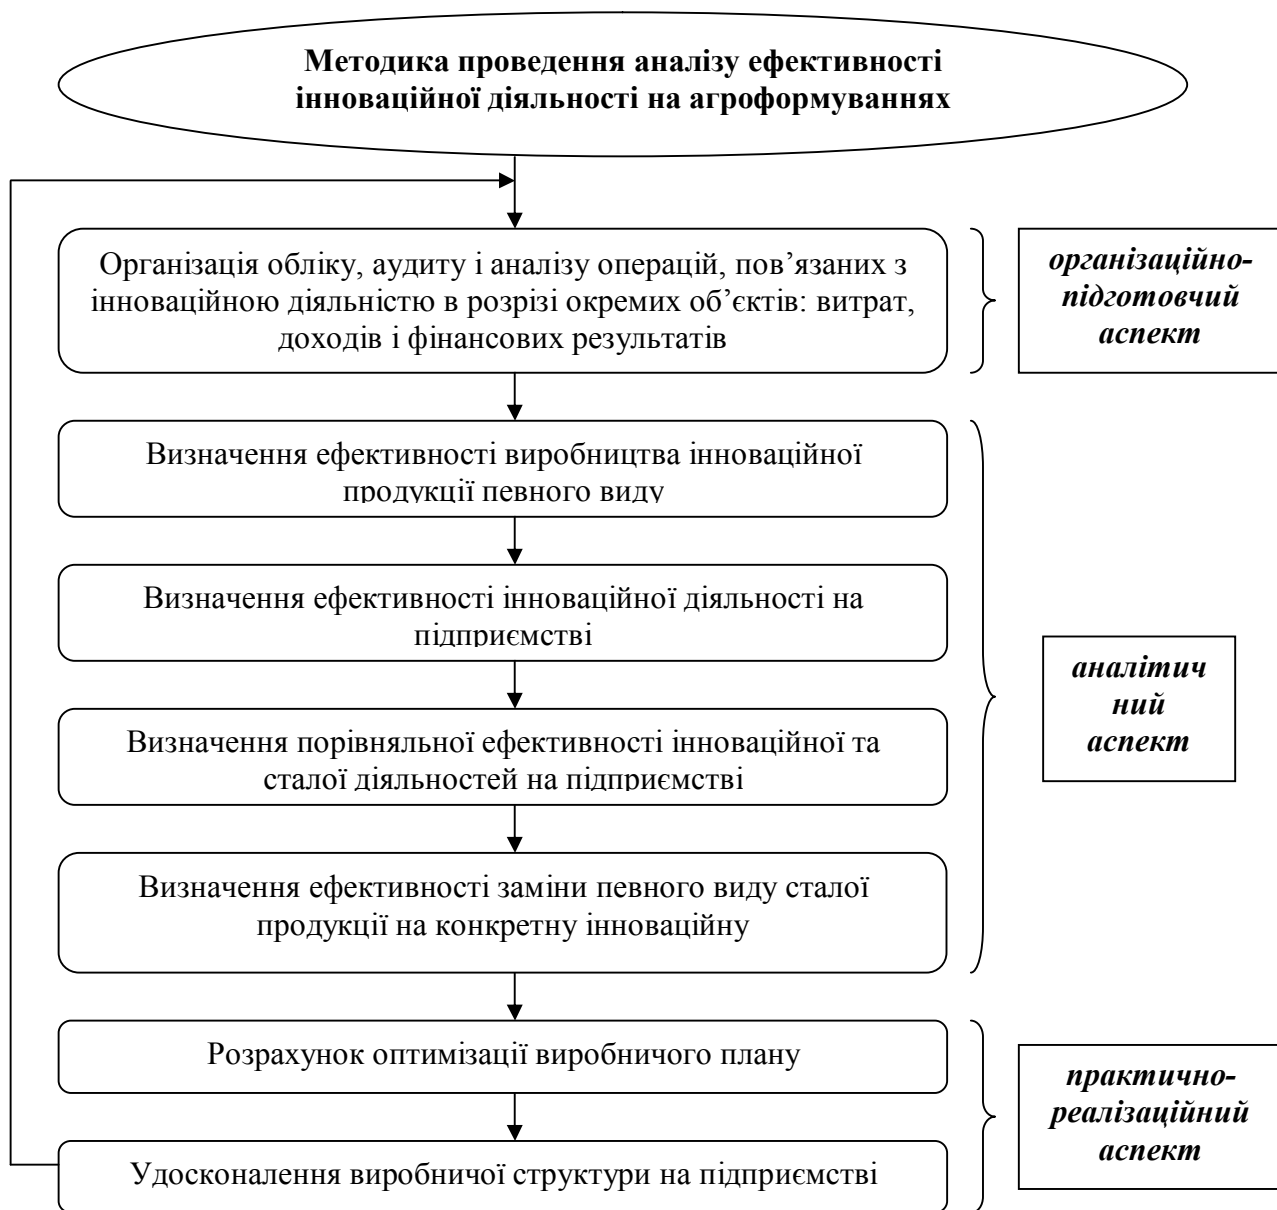 Методика проведення аналізу ефективності
інноваційної діяльності на агроформуваннях
Організація обліку, аудиту і аналізу операцій, пов’язаних з
інноваційною діяльністю в розрізі окремих об’єктів: витрат,
доходів і фінансових результатів
організаційно-
підготовчий
аспект
Визначення ефективності виробництва інноваційної
продукції певного виду
Визначення ефективності інноваційної діяльності на
підприємстві
Визначення порівняльної ефективності інноваційної та
сталої діяльностей на підприємстві
Визначення ефективності заміни певного виду сталої
продукції на конкретну інноваційну
аналітич
ний
аспект
Розрахунок оптимізації виробничого плану
Удосконалення виробничої структури на підприємстві
практично-
реалізаційний
аспект